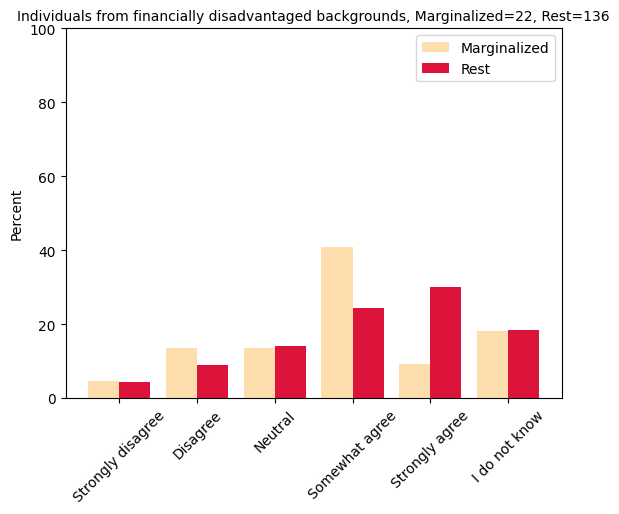 Individuals from financially disadvantaged backgrounds, Marginalized=22, Rest=136
100
80
60
40
20
0
Percent
Marginalized
Rest
Strongly disagree
Disagree
Neutral
Somewhat agree
Strongly agree
I do not know